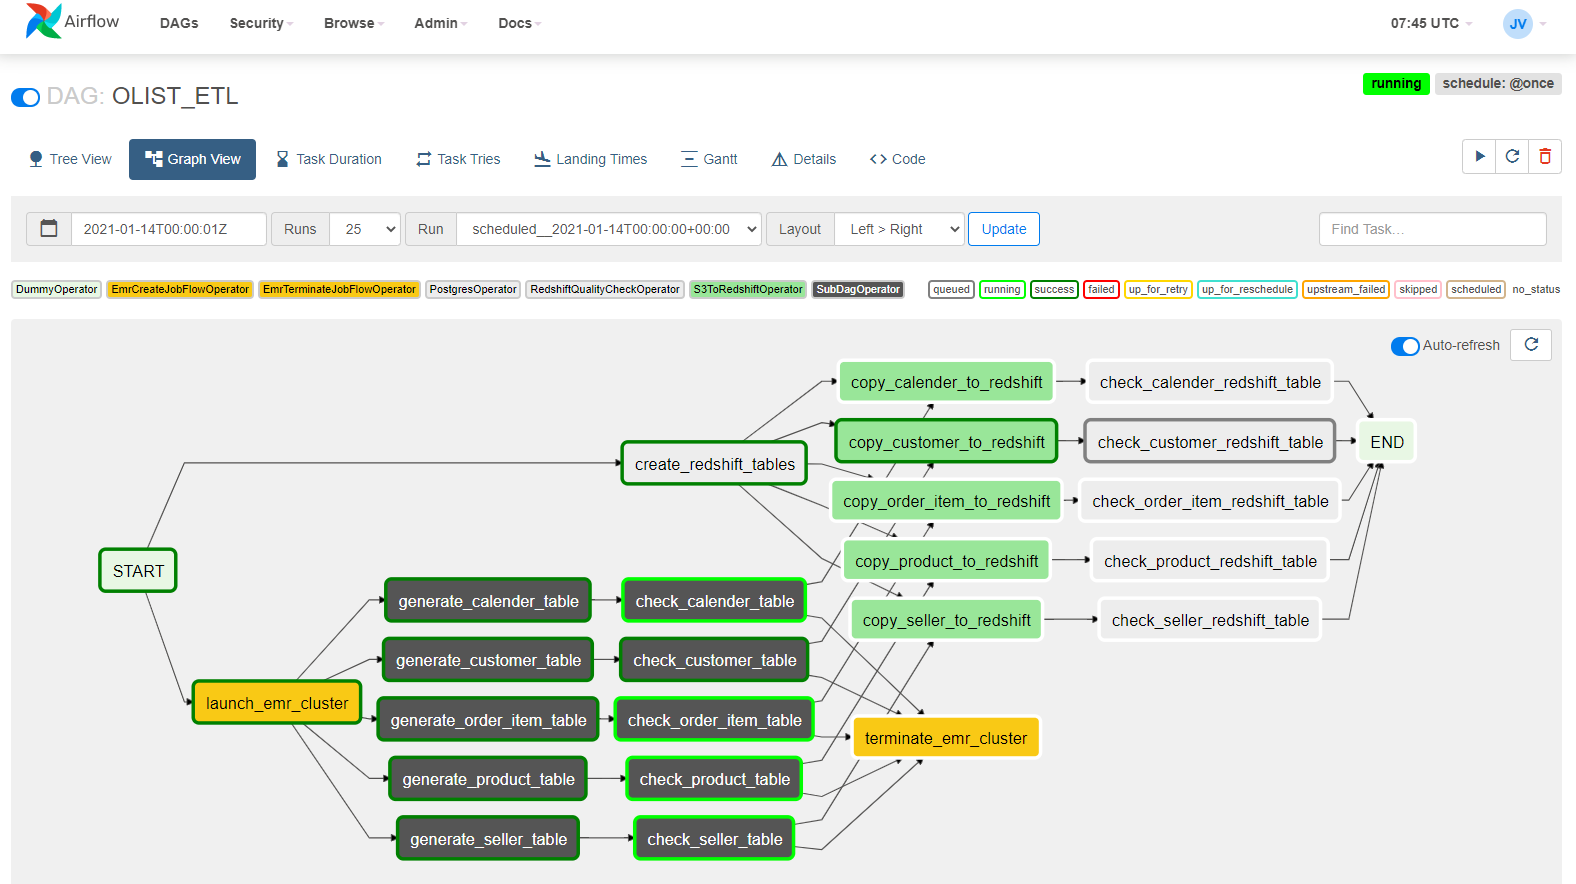 Airflow DAGs Security Browse Admin Docs 07:45 UTC JV
DAG: OLIST_ETL running schedule: @once
Tree View Graph View Task Duration Task Tries Landing Times Gantt Details Code
2021-01-14T00:00:01Z Runs 25 Run scheduled__2021-01-14T00:00:00+00:00 Layout Left > Right Update Find Task...
DummyOperator EmrCreateJobFlowOperator EmrTerminateJobFlowOperator PostgresOperator RedshiftQualityCheckOperator S3ToRedshiftOperator SubDagOperator queued running success failed up_for_retry up_for_reschedule upstream_failed skipped scheduled no_status
Auto-refresh
copy_calender_to_redshift check_calender_redshift_table
copy_customer_to_redshift check_customer_redshift_table END
create_redshift_tables
copy_order_item_to_redshift check_order_item_redshift_table
copy_product_to_redshift check_product_redshift_table
START
generate_calender_table check_calender_table
copy_seller_to_redshift check_seller_redshift_table
generate_customer_table check_customer_table
launch_emr_cluster
generate_order_item_table check_order_item_table
terminate_emr_cluster
generate_product_table check_product_table
generate_seller_table check_seller_table